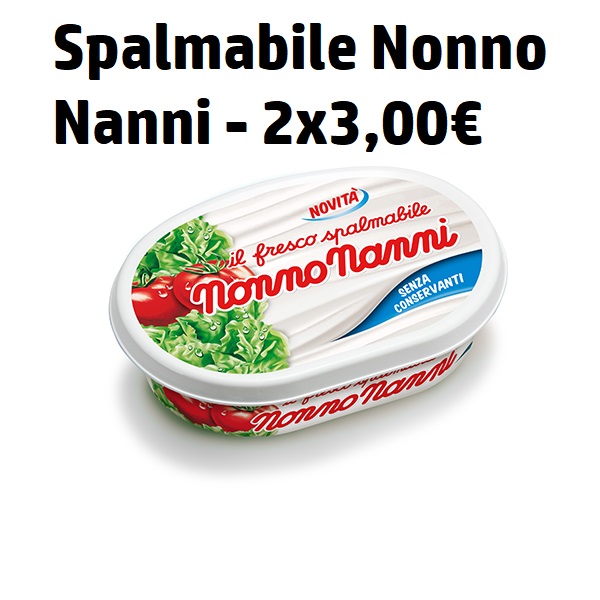 Spalmabile Nonno
Nanni - 2x3,00€
NOVITÀ
il fresco spalmabile
Nonno Nanni
SENZA
CONSERVANTI
il fresco spalmabile
Nonno Nanni